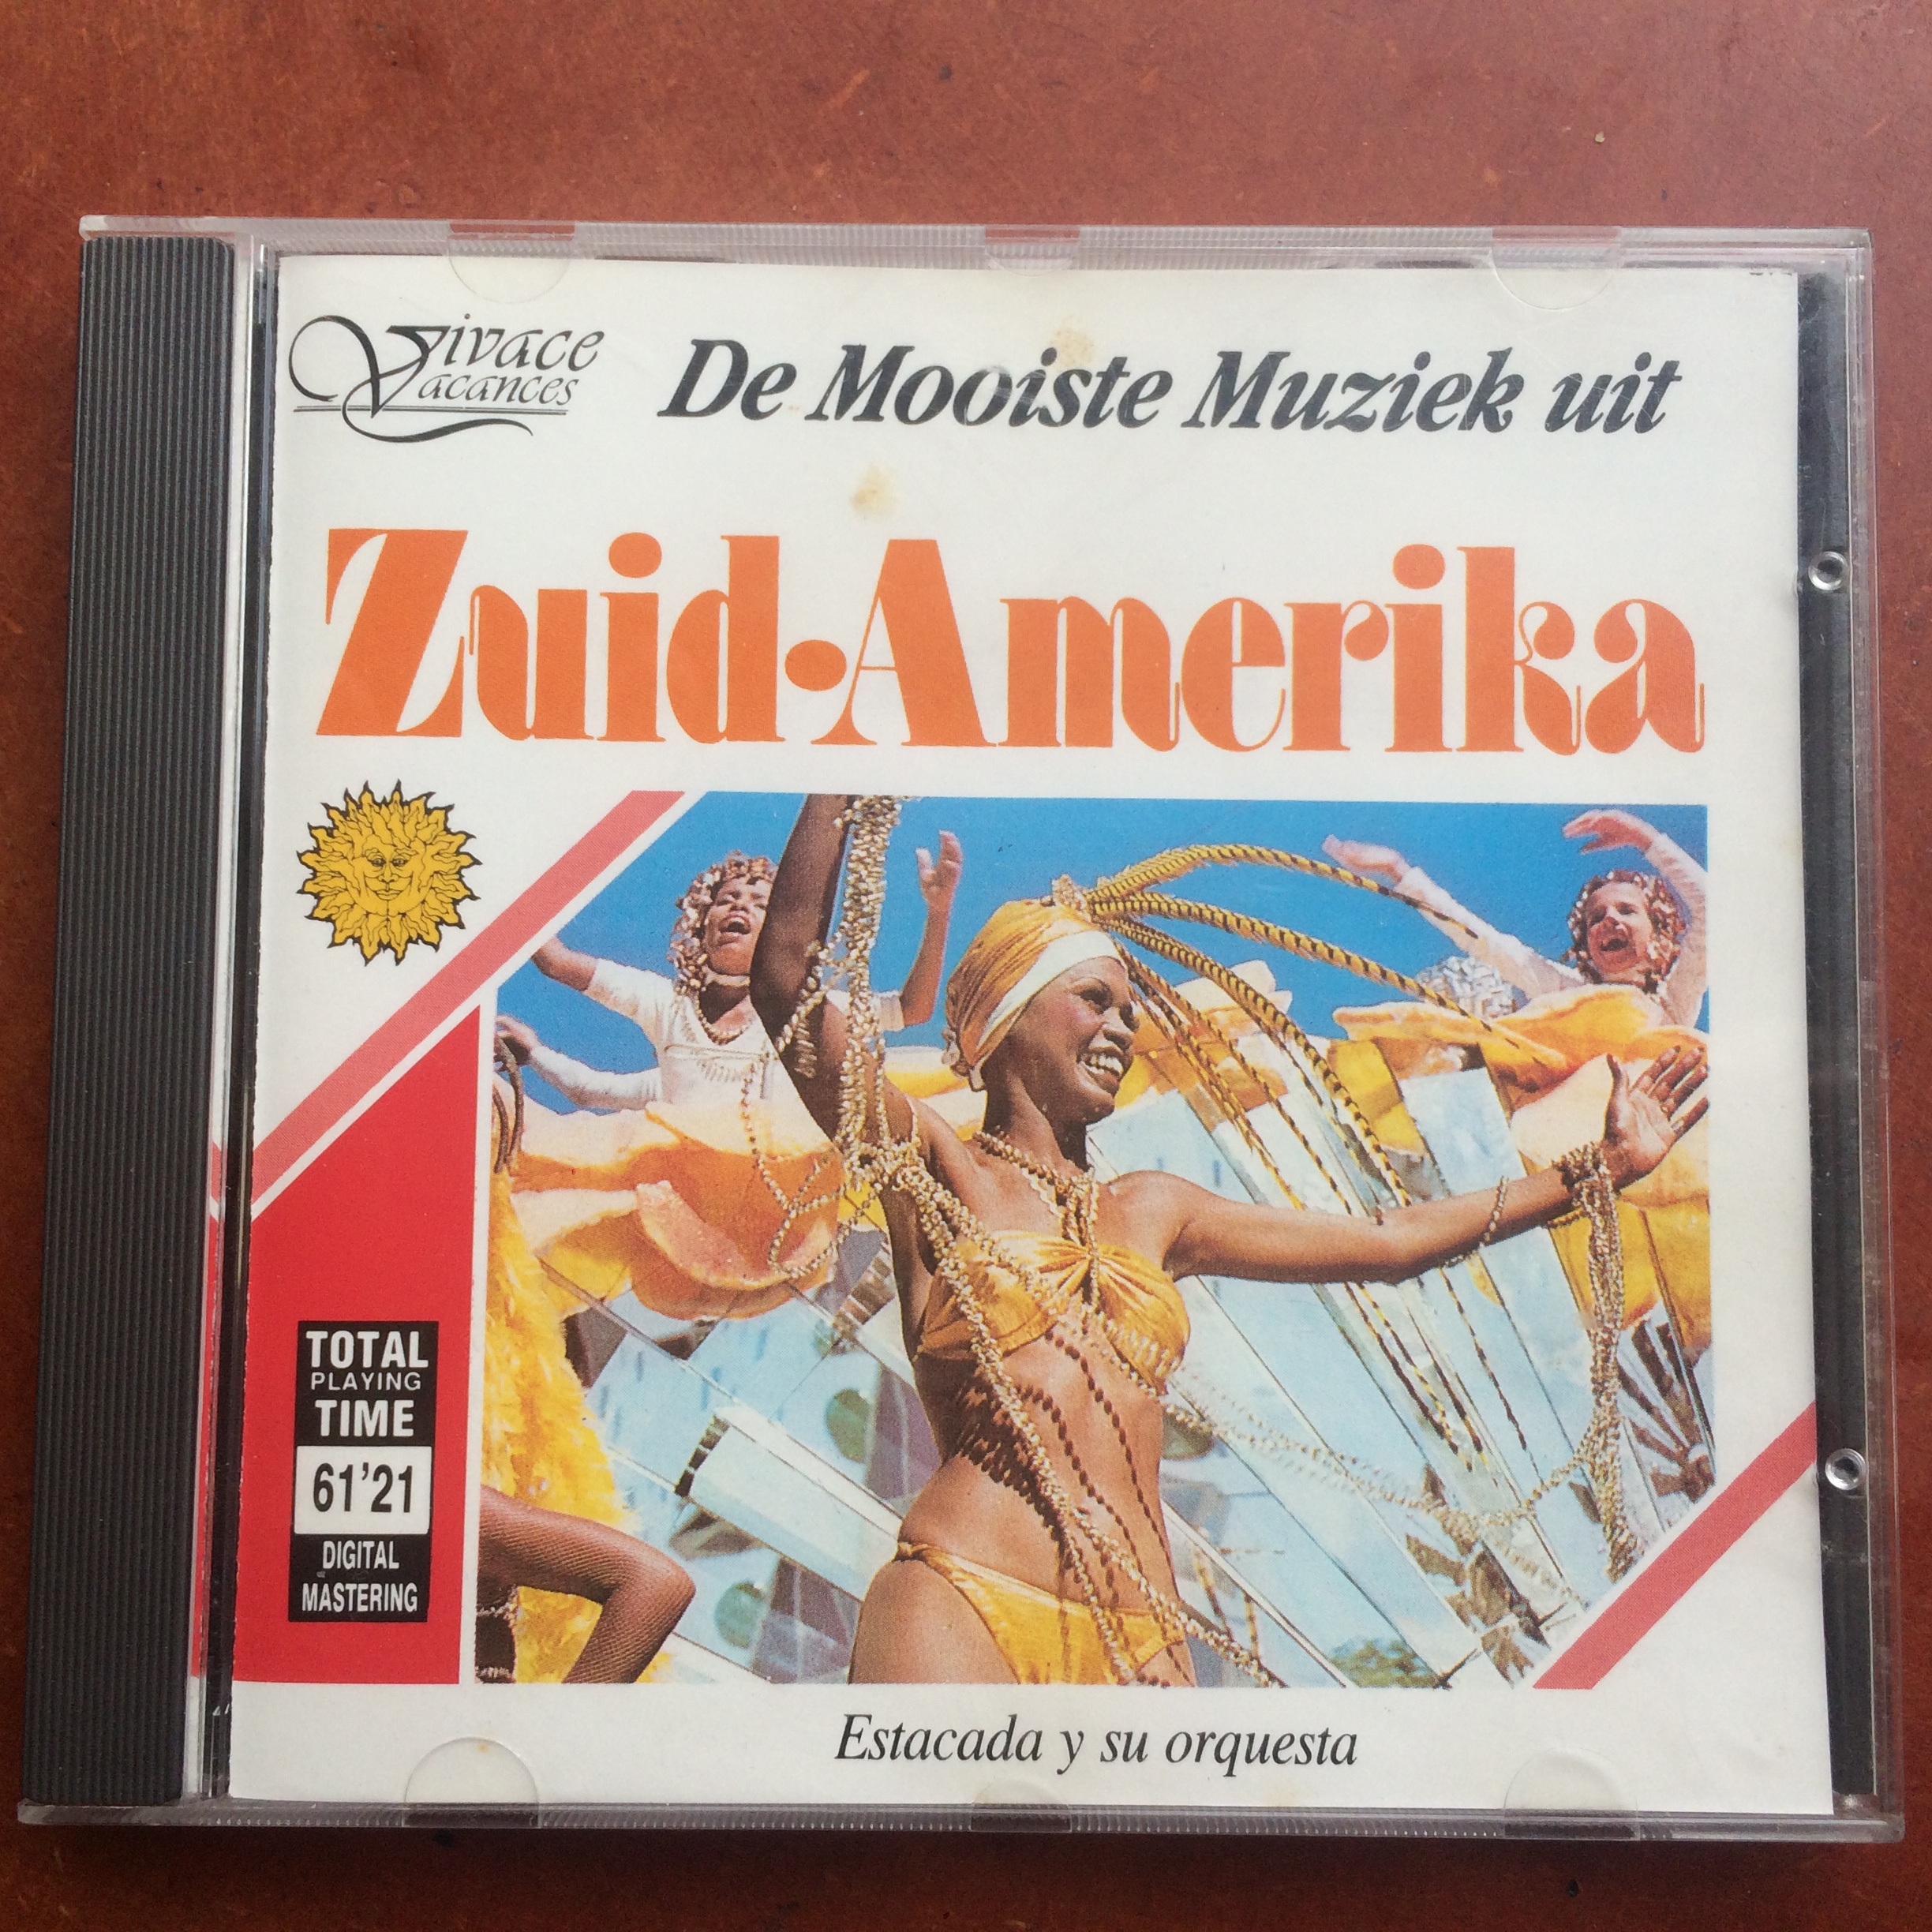 Vivace
Vacances
De Mooiste Muziek uit
Zuid-Amerika
TOTAL
PLAYING
TIME
61'21
DIGITAL
MASTERING
Estacada y su orquesta